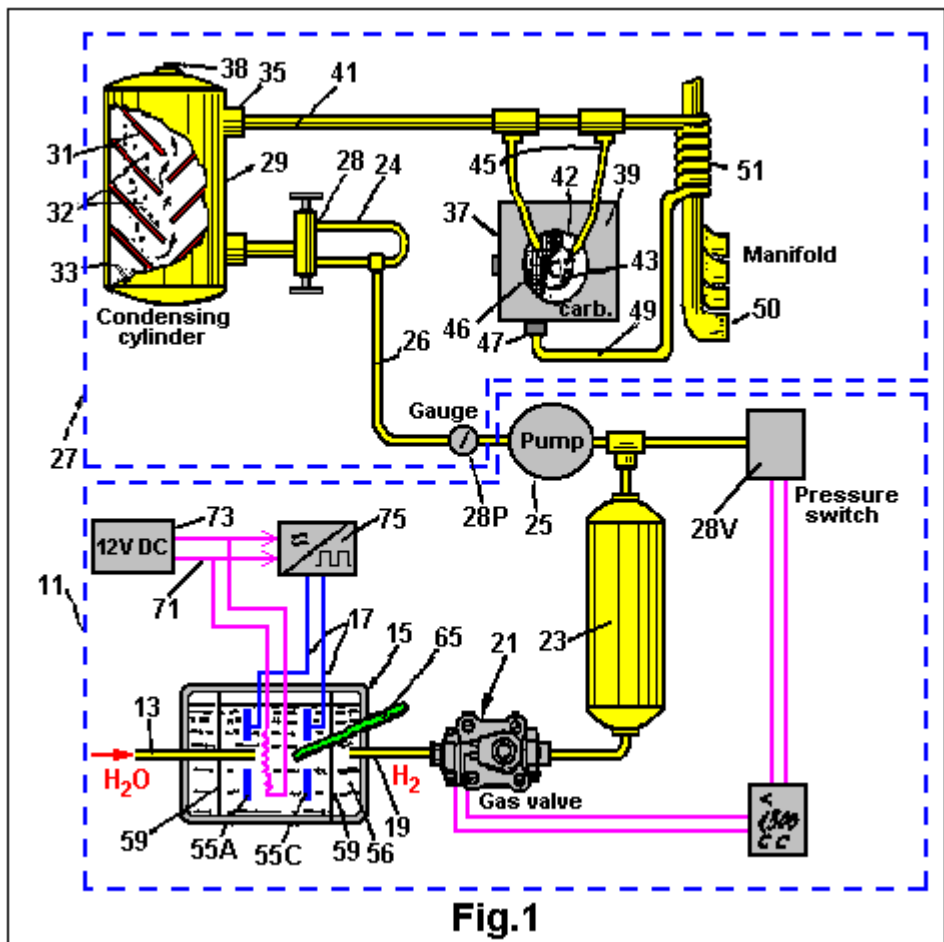 38
35
41
31
29
28
24
45
42
39
51
32
37
33
43
Manifold
Condensing
cylinder
46
carb.
49
50
26
47
Gauge
27
Pump
28P
25
Pressure
switch
28V
73
12V DC
75
71
11
17
15
65
21
23
13
H₂O
H₂
Gas valve
59
55A
55C
59
56
19
Fig.1